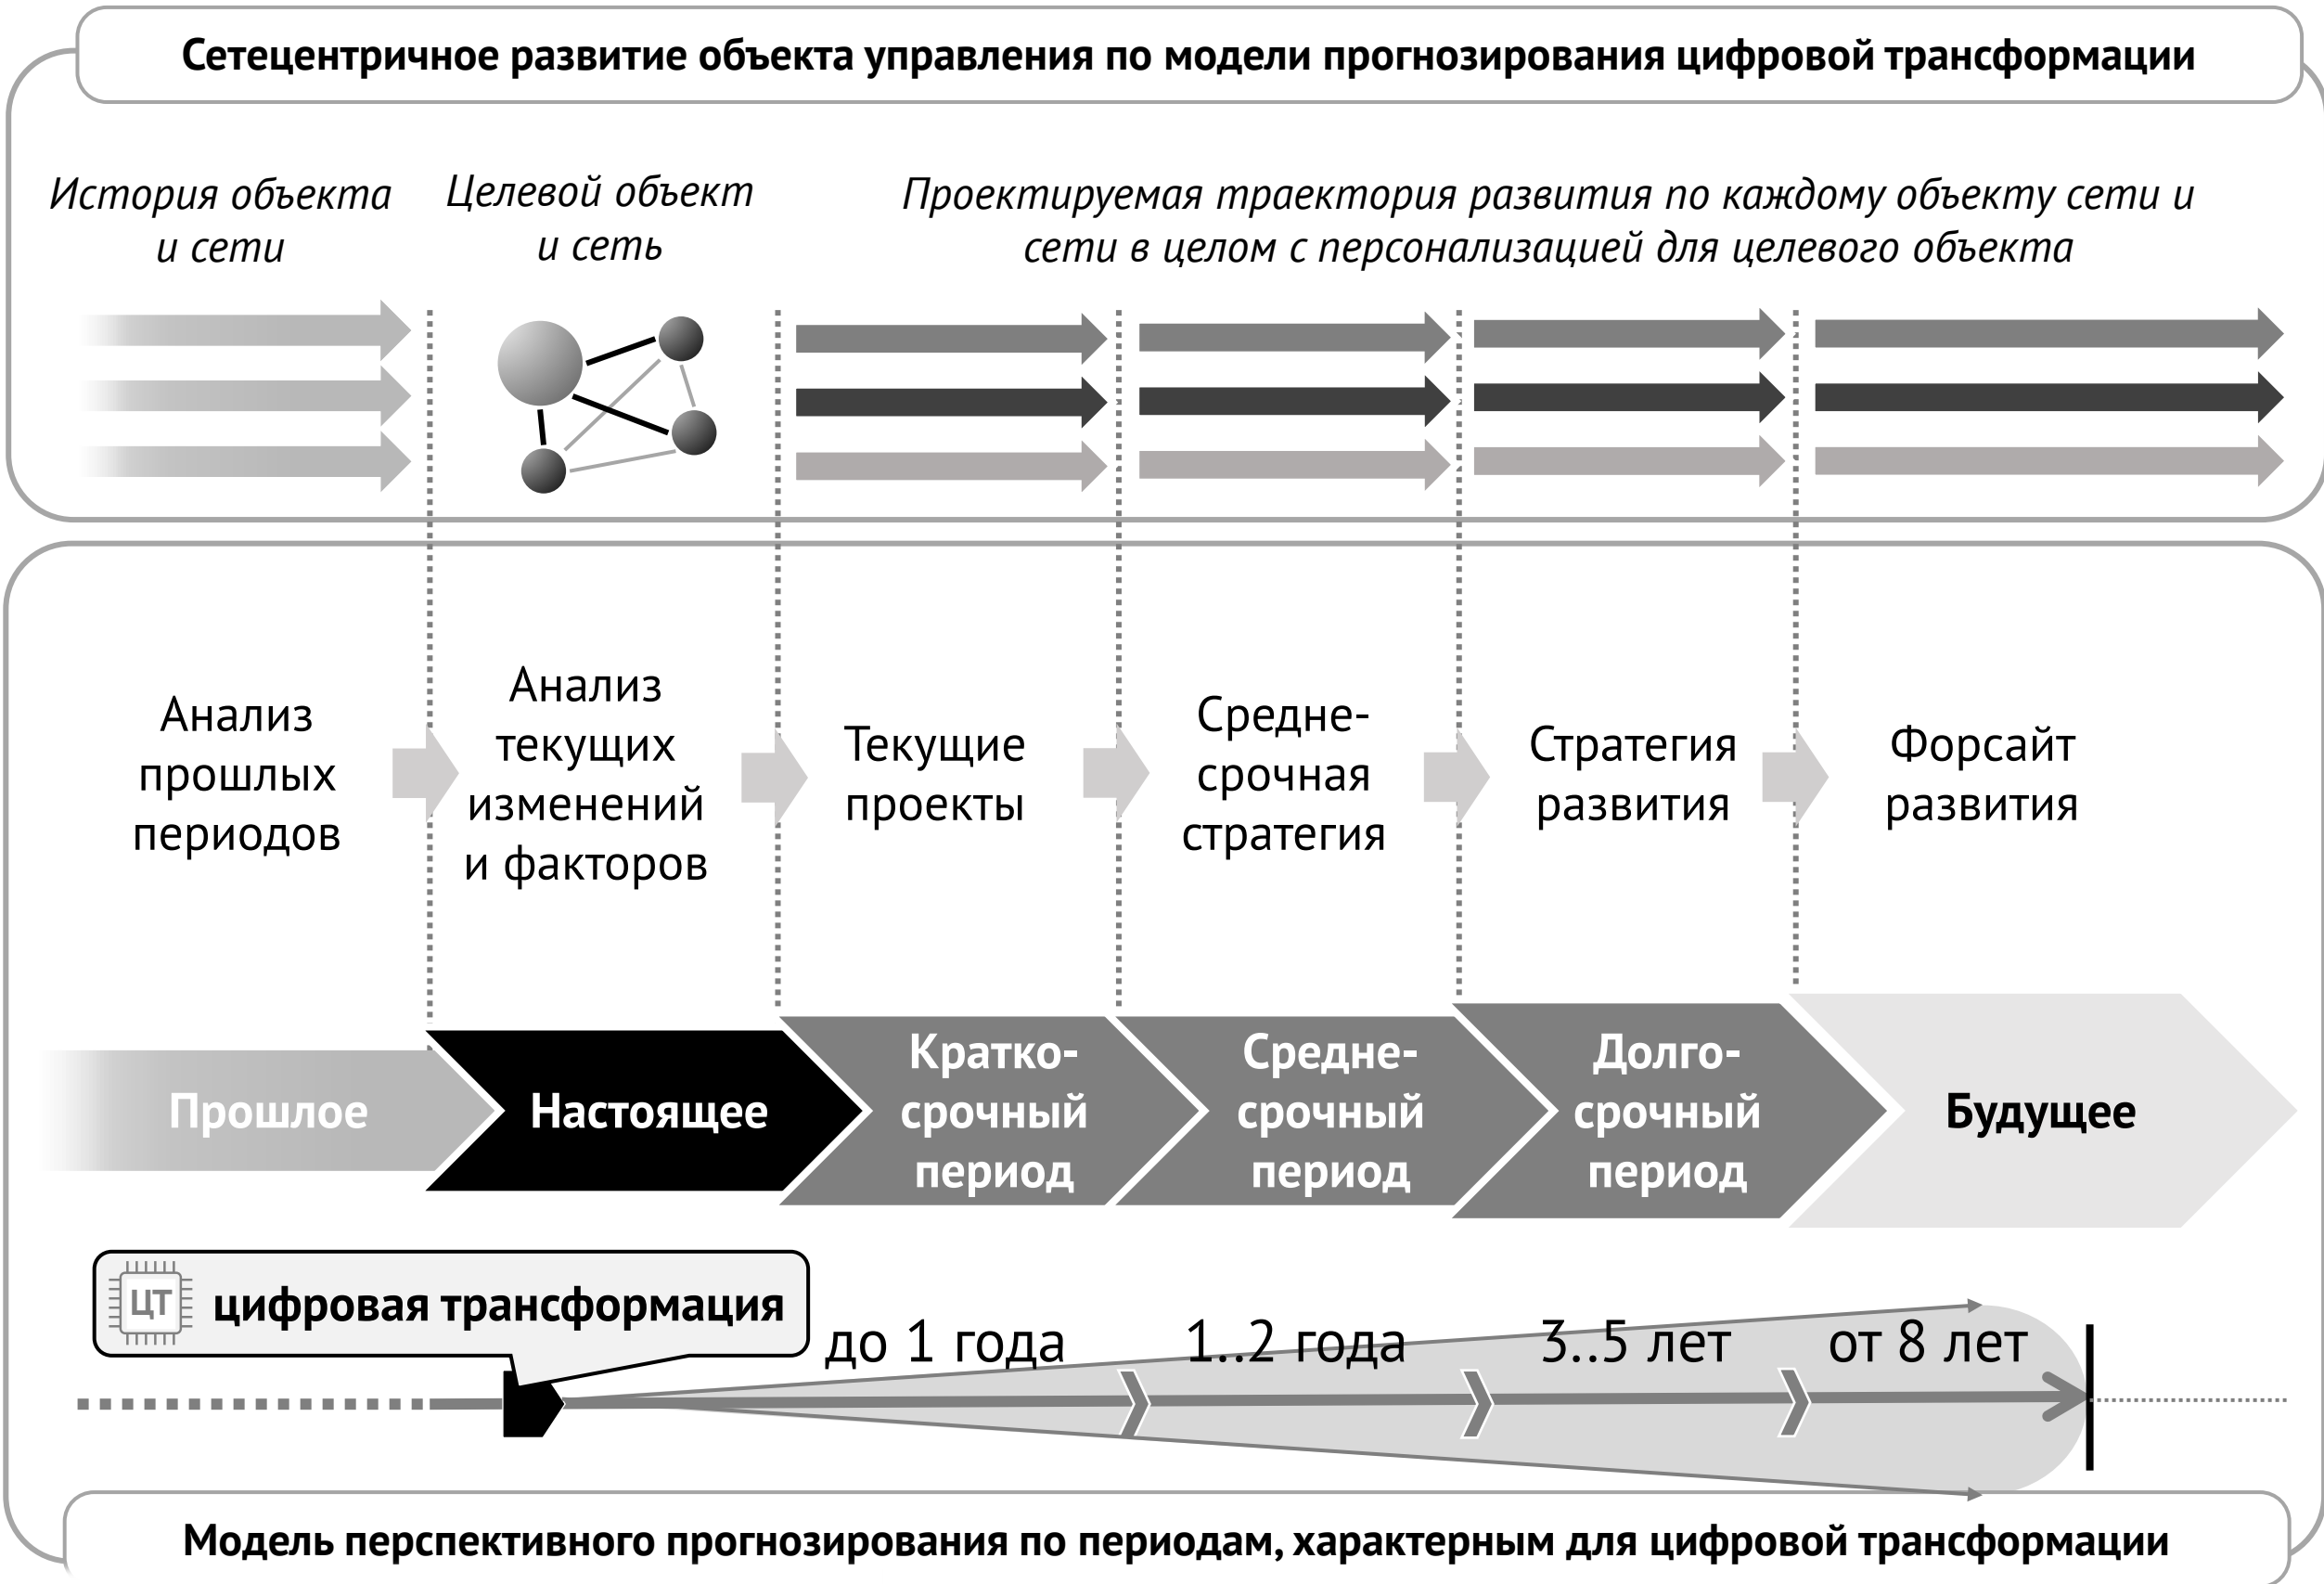 Сетецентричное развитие объекта управления по модели прогнозирования цифровой трансформации
История объекта
и сети
Целевой объект
и сеть
Проектируемая траектория развития по каждому объекту сети и
сети в целом с персонализацией для целевого объекта
Анализ
прошлых
периодов
Анализ
текущих
изменений
и факторов
Текущие
проекты
Средне-
срочная
стратегия
Стратегия
развития
Форсайт
развития
Прошлое
Настоящее
Кратко-
срочный
период
Средне-
срочный
период
Долго-
срочный
период
Будущее
ЦТ
цифровая трансформация
до 1 года
1..2 года
3..5 лет
от 8 лет
Модель перспективного прогнозирования по периодам, характерным для цифровой трансформации